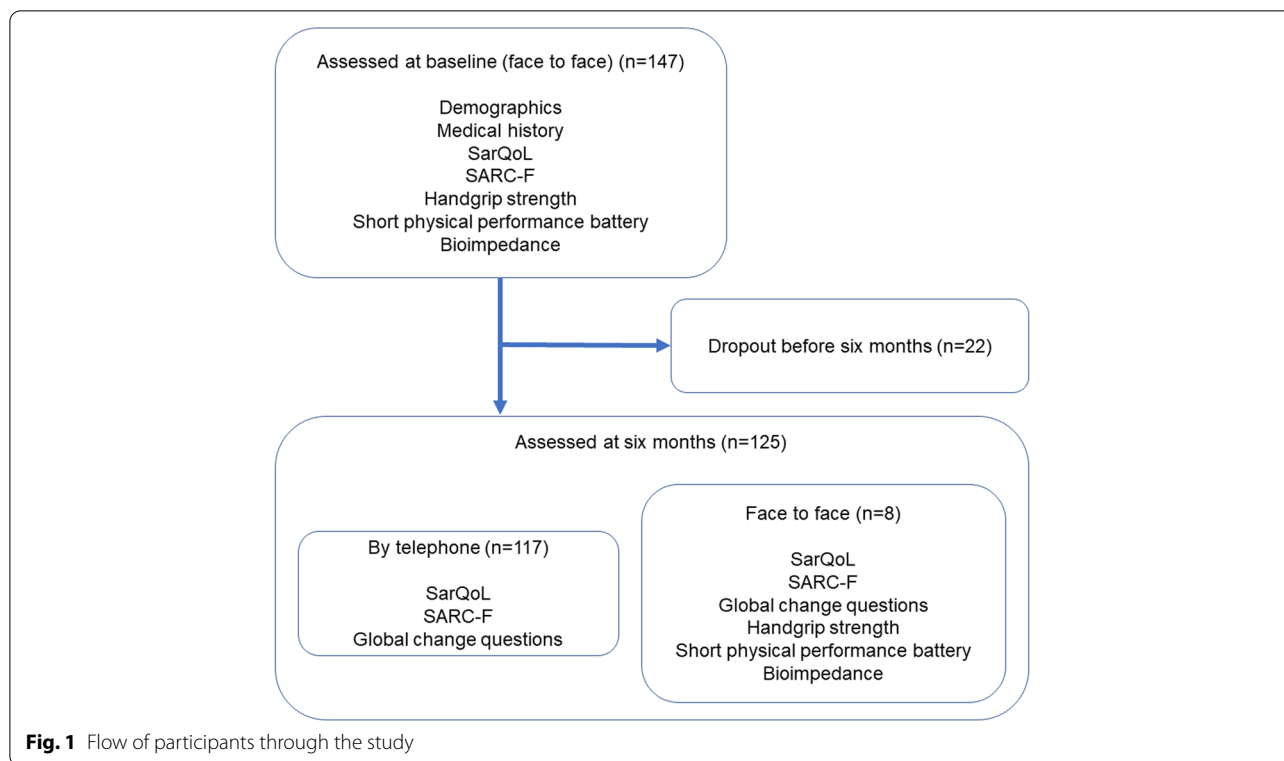 Assessed at baseline (face to face) (n=147)
Demographics
Medical history
SarQoL
SARC-F
Handgrip strength
Short physical performance battery
Bioimpedance
Dropout before six months (n=22)
Assessed at six months (n=125)
By telephone (n=117)
SarQoL
SARC-F
Global change questions
Face to face (n=8)
SarQoL
SARC-F
Global change questions
Handgrip strength
Short physical performance battery
Bioimpedance
Fig. 1 Flow of participants through the study